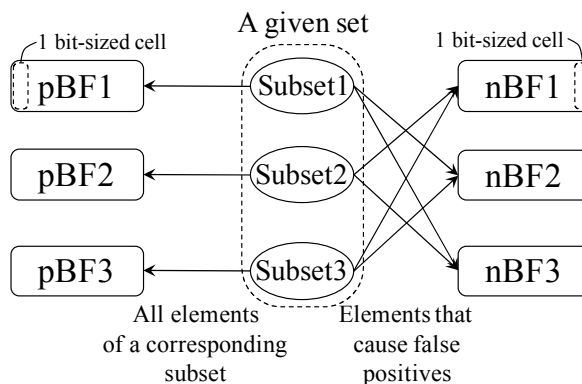 A given set
1 bit-sized cell
1 bit-sized cell
pBF1
Subset1
nBF1
pBF2
Subset2
nBF2
pBF3
Subset3
nBF3
All elements
of a corresponding
subset
Elements that
cause false
positives